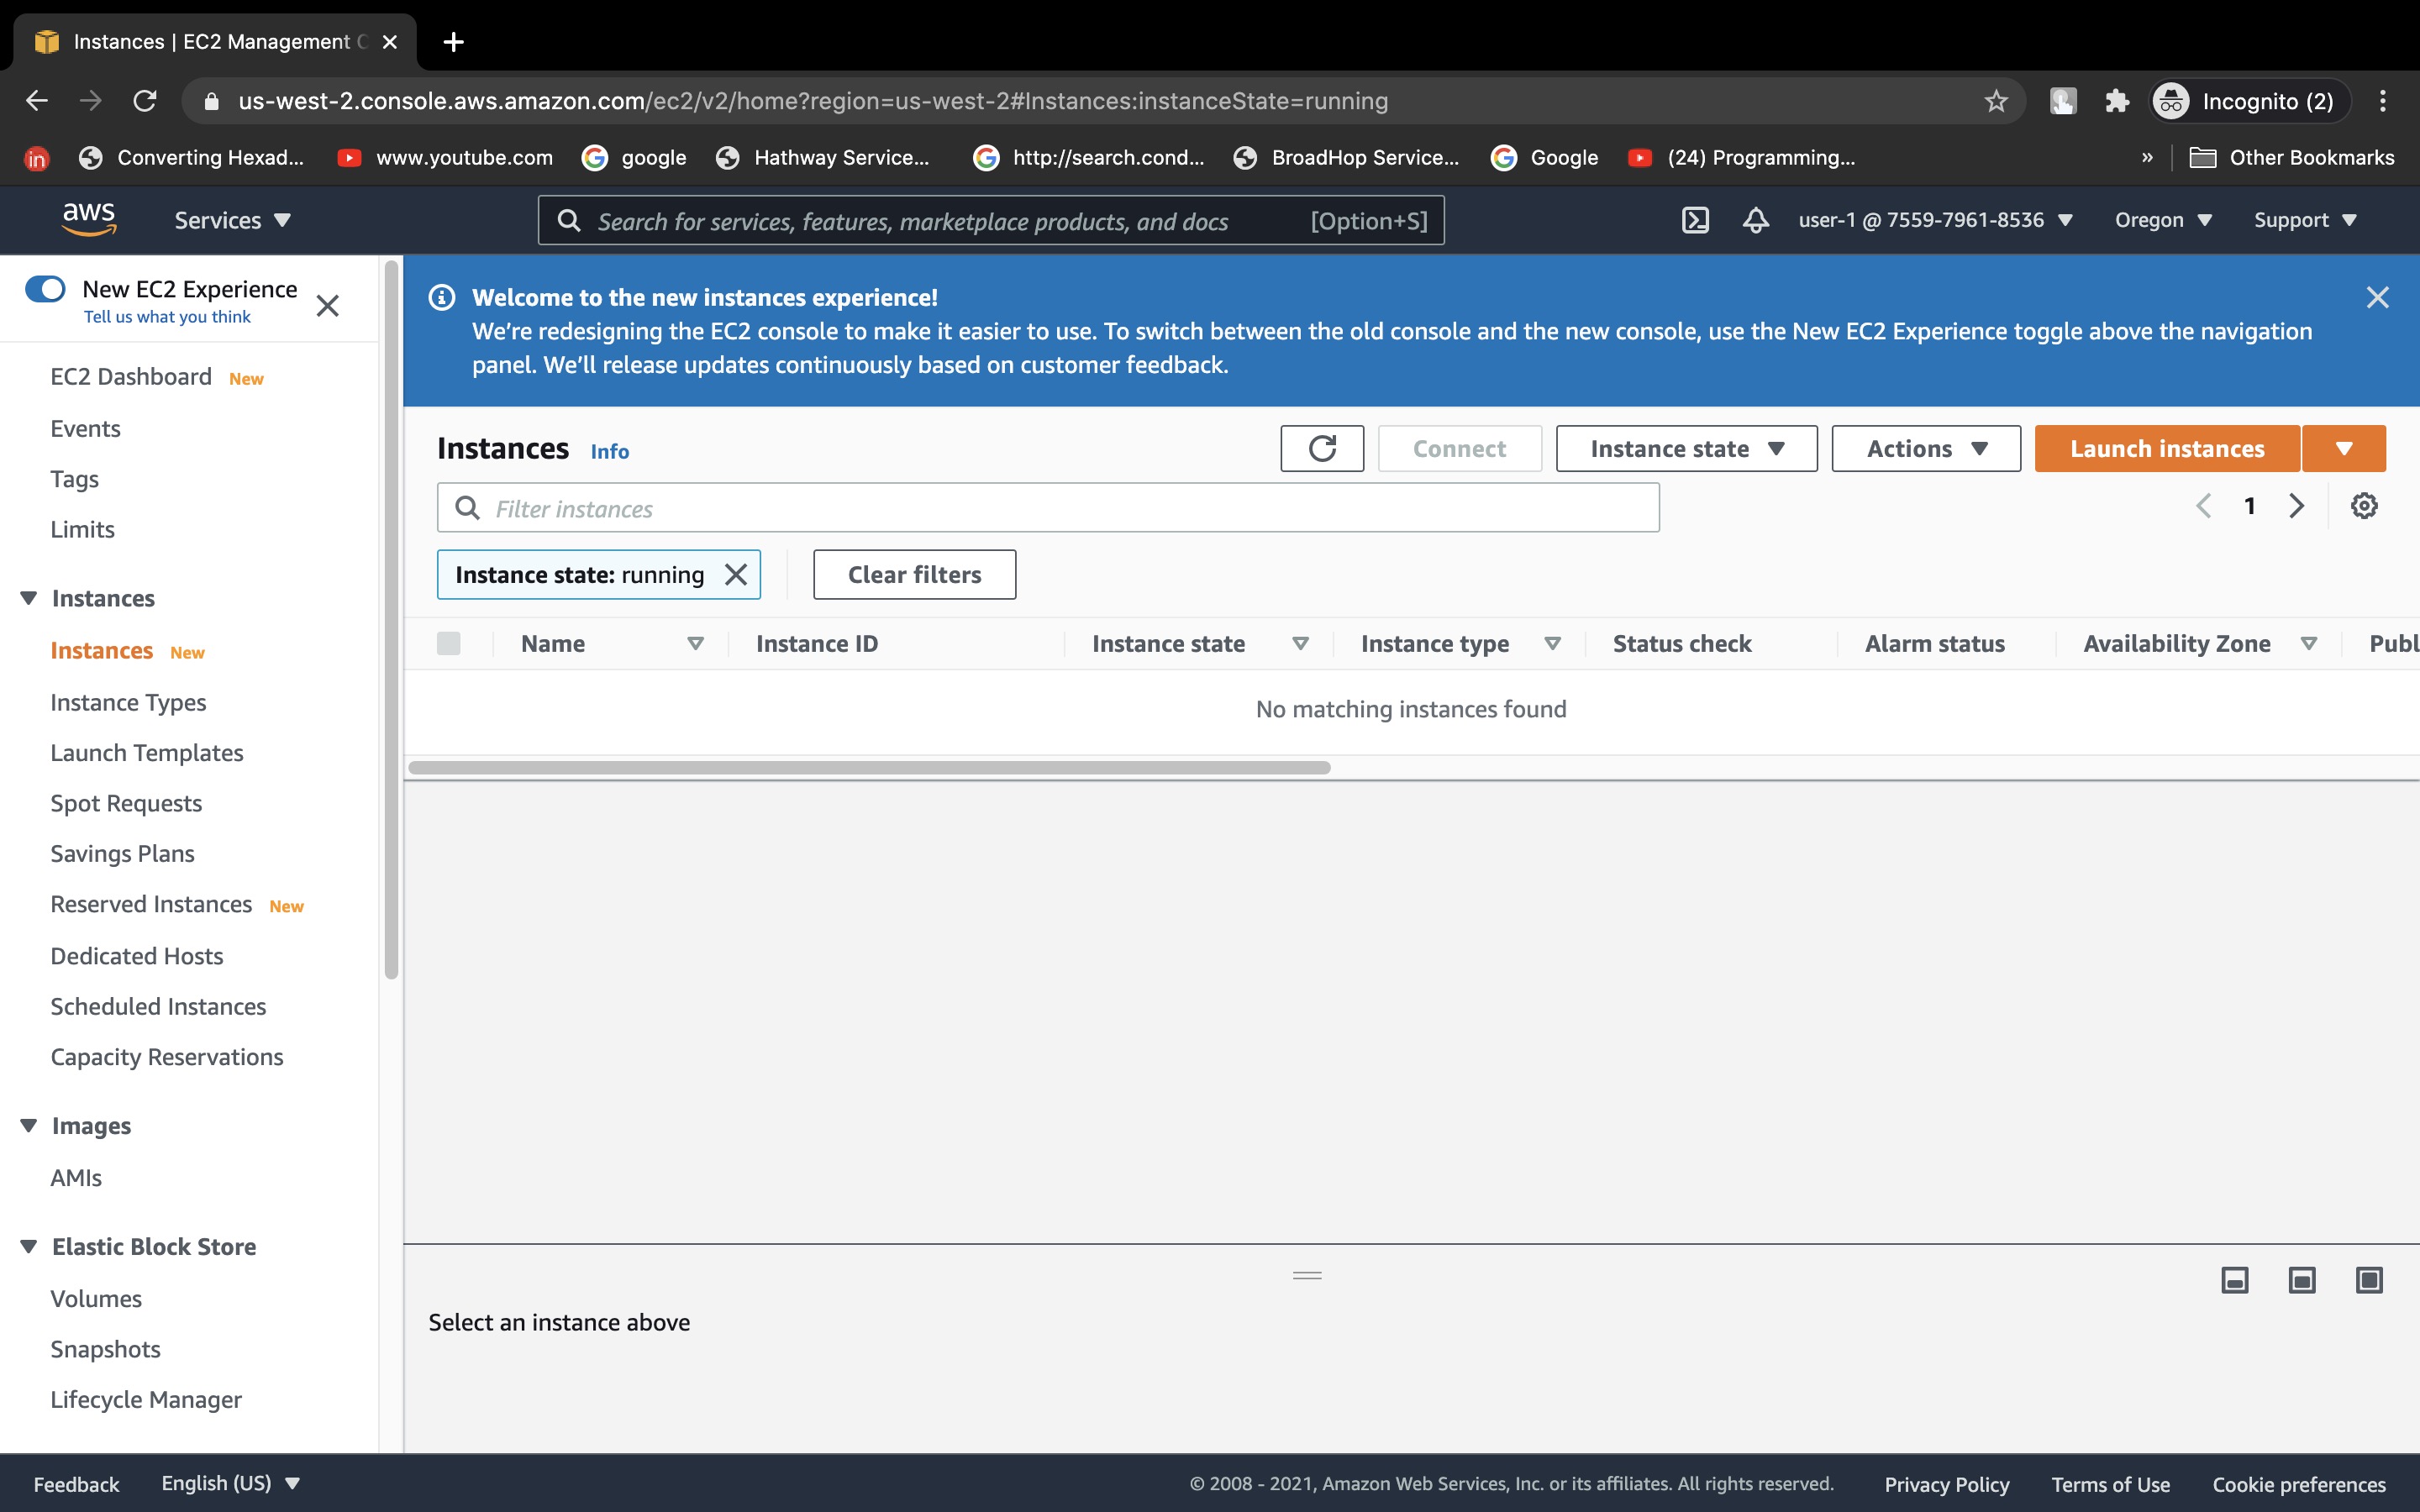 Instances | EC2 Management C
us-west-2.console.aws.amazon.com/ec2/v2/home?region=us-west-2#Instances:instanceState=running
Incognito (2)
in
Converting Hexad...
www.youtube.com
google
Hathway Service...
http://search.cond...
BroadHop Service...
Google
(24) Programming...
»
Other Bookmarks
aws
Services
Search for services, features, marketplace products, and docs
[Option+S]
user-1 @ 7559-7961-8536
Oregon
Support
New EC2 Experience
Tell us what you think
EC2 Dashboard New
Events
Tags
Limits
Instances
Instances New
Instance Types
Launch Templates
Spot Requests
Savings Plans
Reserved Instances New
Dedicated Hosts
Scheduled Instances
Capacity Reservations
Images
AMIs
Elastic Block Store
Volumes
Snapshots
Lifecycle Manager
Welcome to the new instances experience!
We're redesigning the EC2 console to make it easier to use. To switch between the old console and the new console, use the New EC2 Experience toggle above the navigation
panel. We'll release updates continuously based on customer feedback.
Instances Info
Connect
Instance state
Actions
Launch instances
Filter instances
1
Instance state: running
Clear filters
Name
Instance ID
Instance state
Instance type
Status check
Alarm status
Availability Zone
Publ
No matching instances found
Select an instance above
Feedback
English (US)
© 2008 - 2021, Amazon Web Services, Inc. or its affiliates. All rights reserved.
Privacy Policy
Terms of Use
Cookie preferences